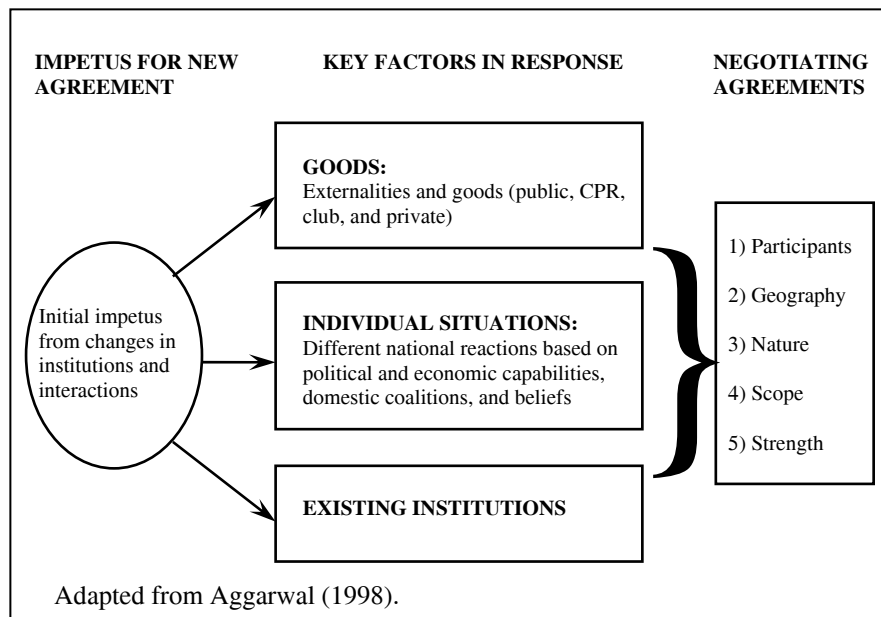 IMPETUS FOR NEW
AGREEMENT
KEY FACTORS IN RESPONSE
NEGOTIATING
AGREEMENTS
Initial impetus
from changes in
institutions and
interactions
GOODS:
Externalities and goods (public, CPR,
club, and private)
INDIVIDUAL SITUATIONS:
Different national reactions based on
political and economic capabilities,
domestic coalitions, and beliefs
EXISTING INSTITUTIONS
1) Participants
2) Geography
3) Nature
4) Scope
5) Strength
Adapted from Aggarwal (1998).